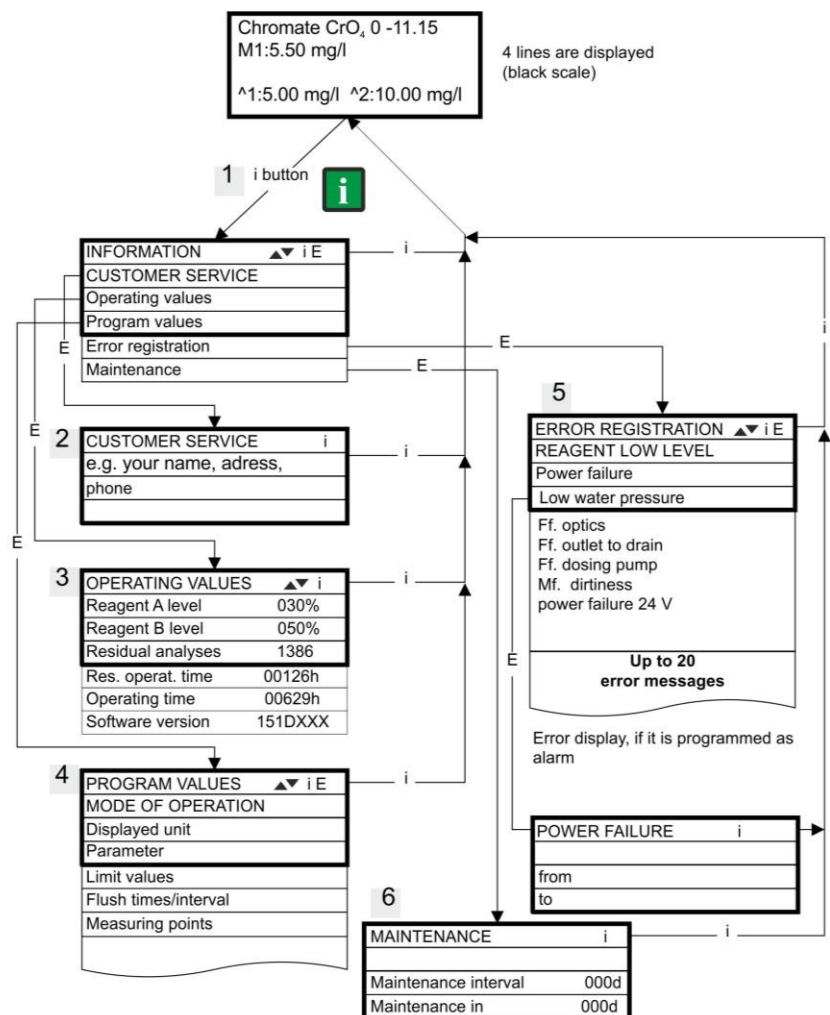 Chromate CrO₄ 0 -11.15
M1:5.50 mg/l
^1:5.00 mg/l ^2:10.00 mg/l
4 lines are displayed
(black scale)
1 i button
i
INFORMATION ▲▼ i E
CUSTOMER SERVICE
Operating values
Program values
Error registration
Maintenance
i
E
E
E
E
E
i
2
CUSTOMER SERVICE i
e.g. your name, adress,
phone
i
3
OPERATING VALUES ▲▼ i
Reagent A level 030%
Reagent B level 050%
Residual analyses 1386
Res. operat. time 00126h
Operating time 00629h
Software version 151DXXX
i
4
PROGRAM VALUES ▲▼ i E
MODE OF OPERATION
Displayed unit
Parameter
Limit values
Flush times/interval
Measuring points
i
5
ERROR REGISTRATION ▲▼ i E
REAGENT LOW LEVEL
Power failure
Low water pressure
Ff. optics
Ff. outlet to drain
Ff. dosing pump
Mf. dirtiness
power failure 24 V
E
Up to 20
error messages
Error display, if it is programmed as
alarm
POWER FAILURE i
from
to
6
MAINTENANCE i
Maintenance interval 000d
Maintenance in 000d
i